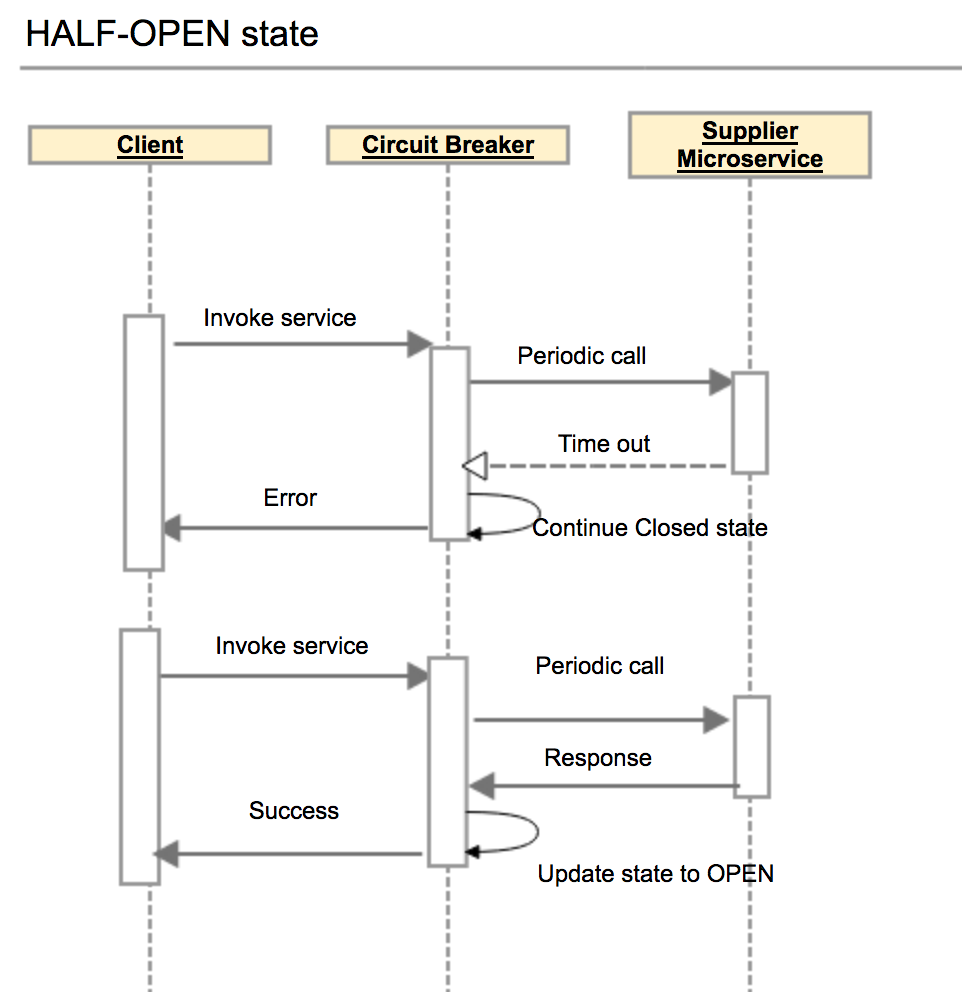 HALF-OPEN state
Client
Circuit Breaker
Supplier
Microservice
Invoke service
Periodic call
Time out
Error
Continue Closed state
Invoke service
Periodic call
Response
Success
Update state to OPEN